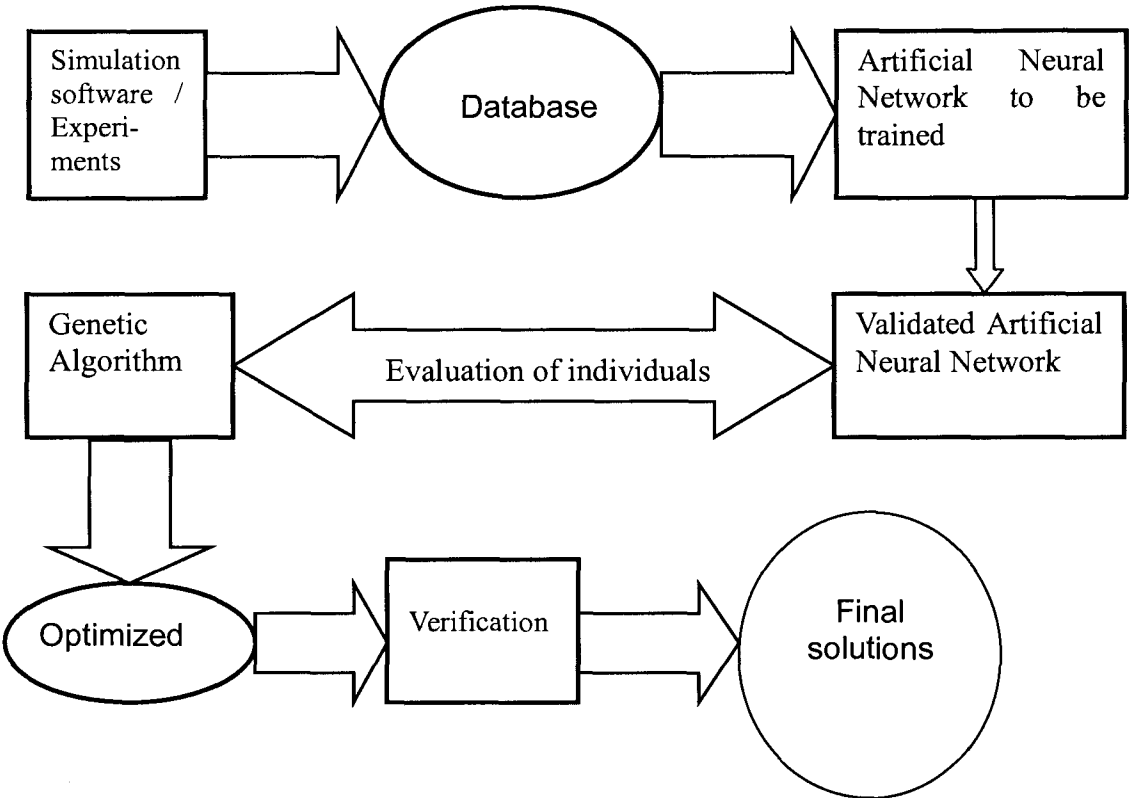 Simulation
software /
Experi-
ments
Database
Artificial Neural
Network to be
trained
Genetic
Algorithm
Evaluation of individuals
Validated Artificial
Neural Network
Optimized
Verification
Final
solutions